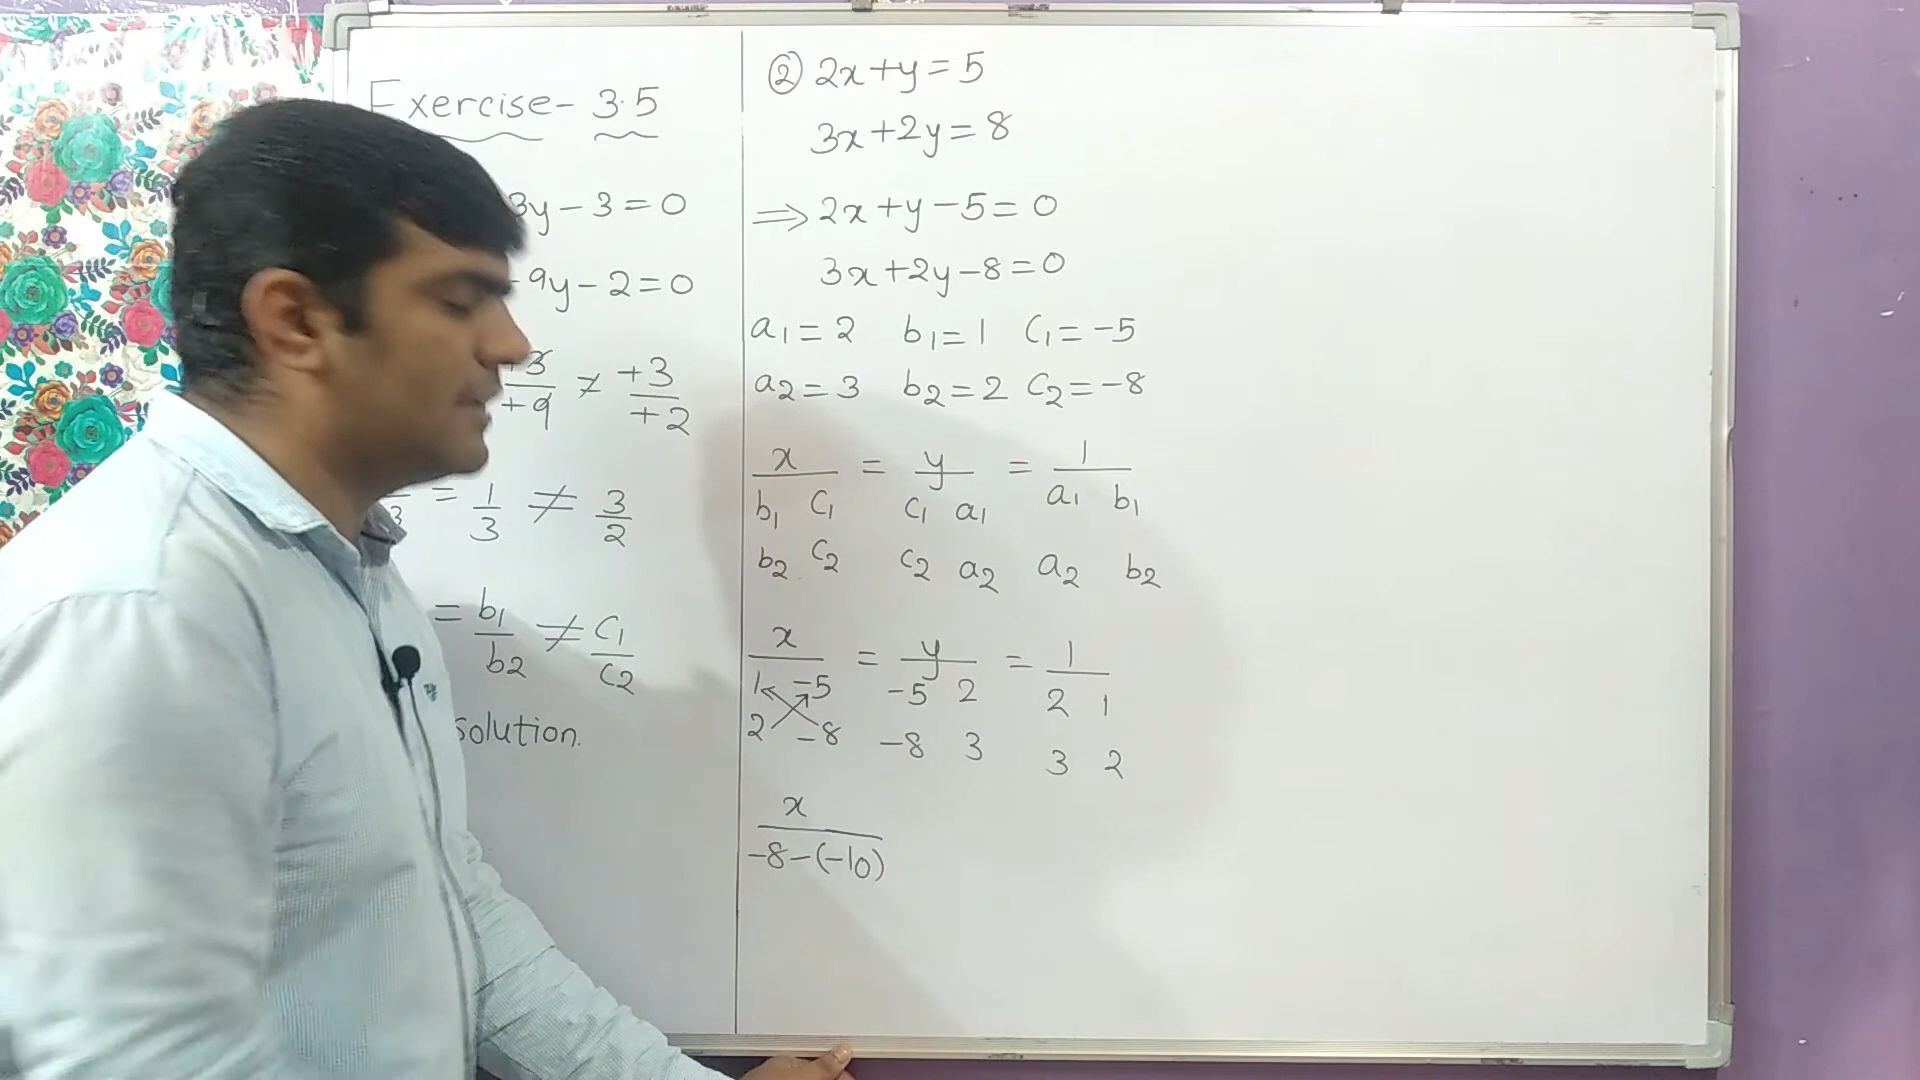 Exercise- 3.5
3y-3=0
-9y-2=0
+3/+9 ≠ +3/+2
3 = 1/3 ≠ 3/2
= b1/b2 ≠ C1/C2
solution.
② 2x+y=5
3x+2y=8
⇒ 2x+y-5=0
3x+2y-8=0
a1=2 b1=1 C1=-5
a2=3 b2=2 C2=-8
x = y = 1
b1 C1 C1 a1 a1 b1
b2 C2 C2 a2 a2 b2
x = y = 1
1 -5 -5 2 2 1
2 -8 -8 3 3 2
x
-8-(-10)